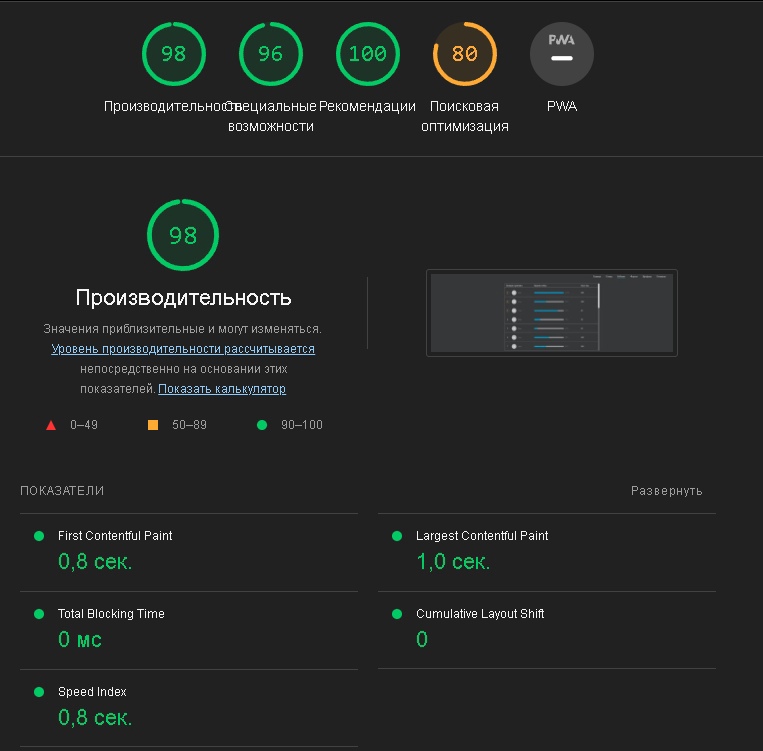 98
96
100
80
PWA
Производительность
Специальные возможности
Рекомендации
Поисковая оптимизация
PWA
98
Производительность
Значения приблизительные и могут изменяться.
Уровень производительности рассчитывается
непосредственно на основании этих
показателей. Показать калькулятор
0–49
50–89
90–100
ПОКАЗАТЕЛИ
Развернуть
First Contentful Paint
0,8 сек.
Largest Contentful Paint
1,0 сек.
Total Blocking Time
0 мс
Cumulative Layout Shift
0
Speed Index
0,8 сек.